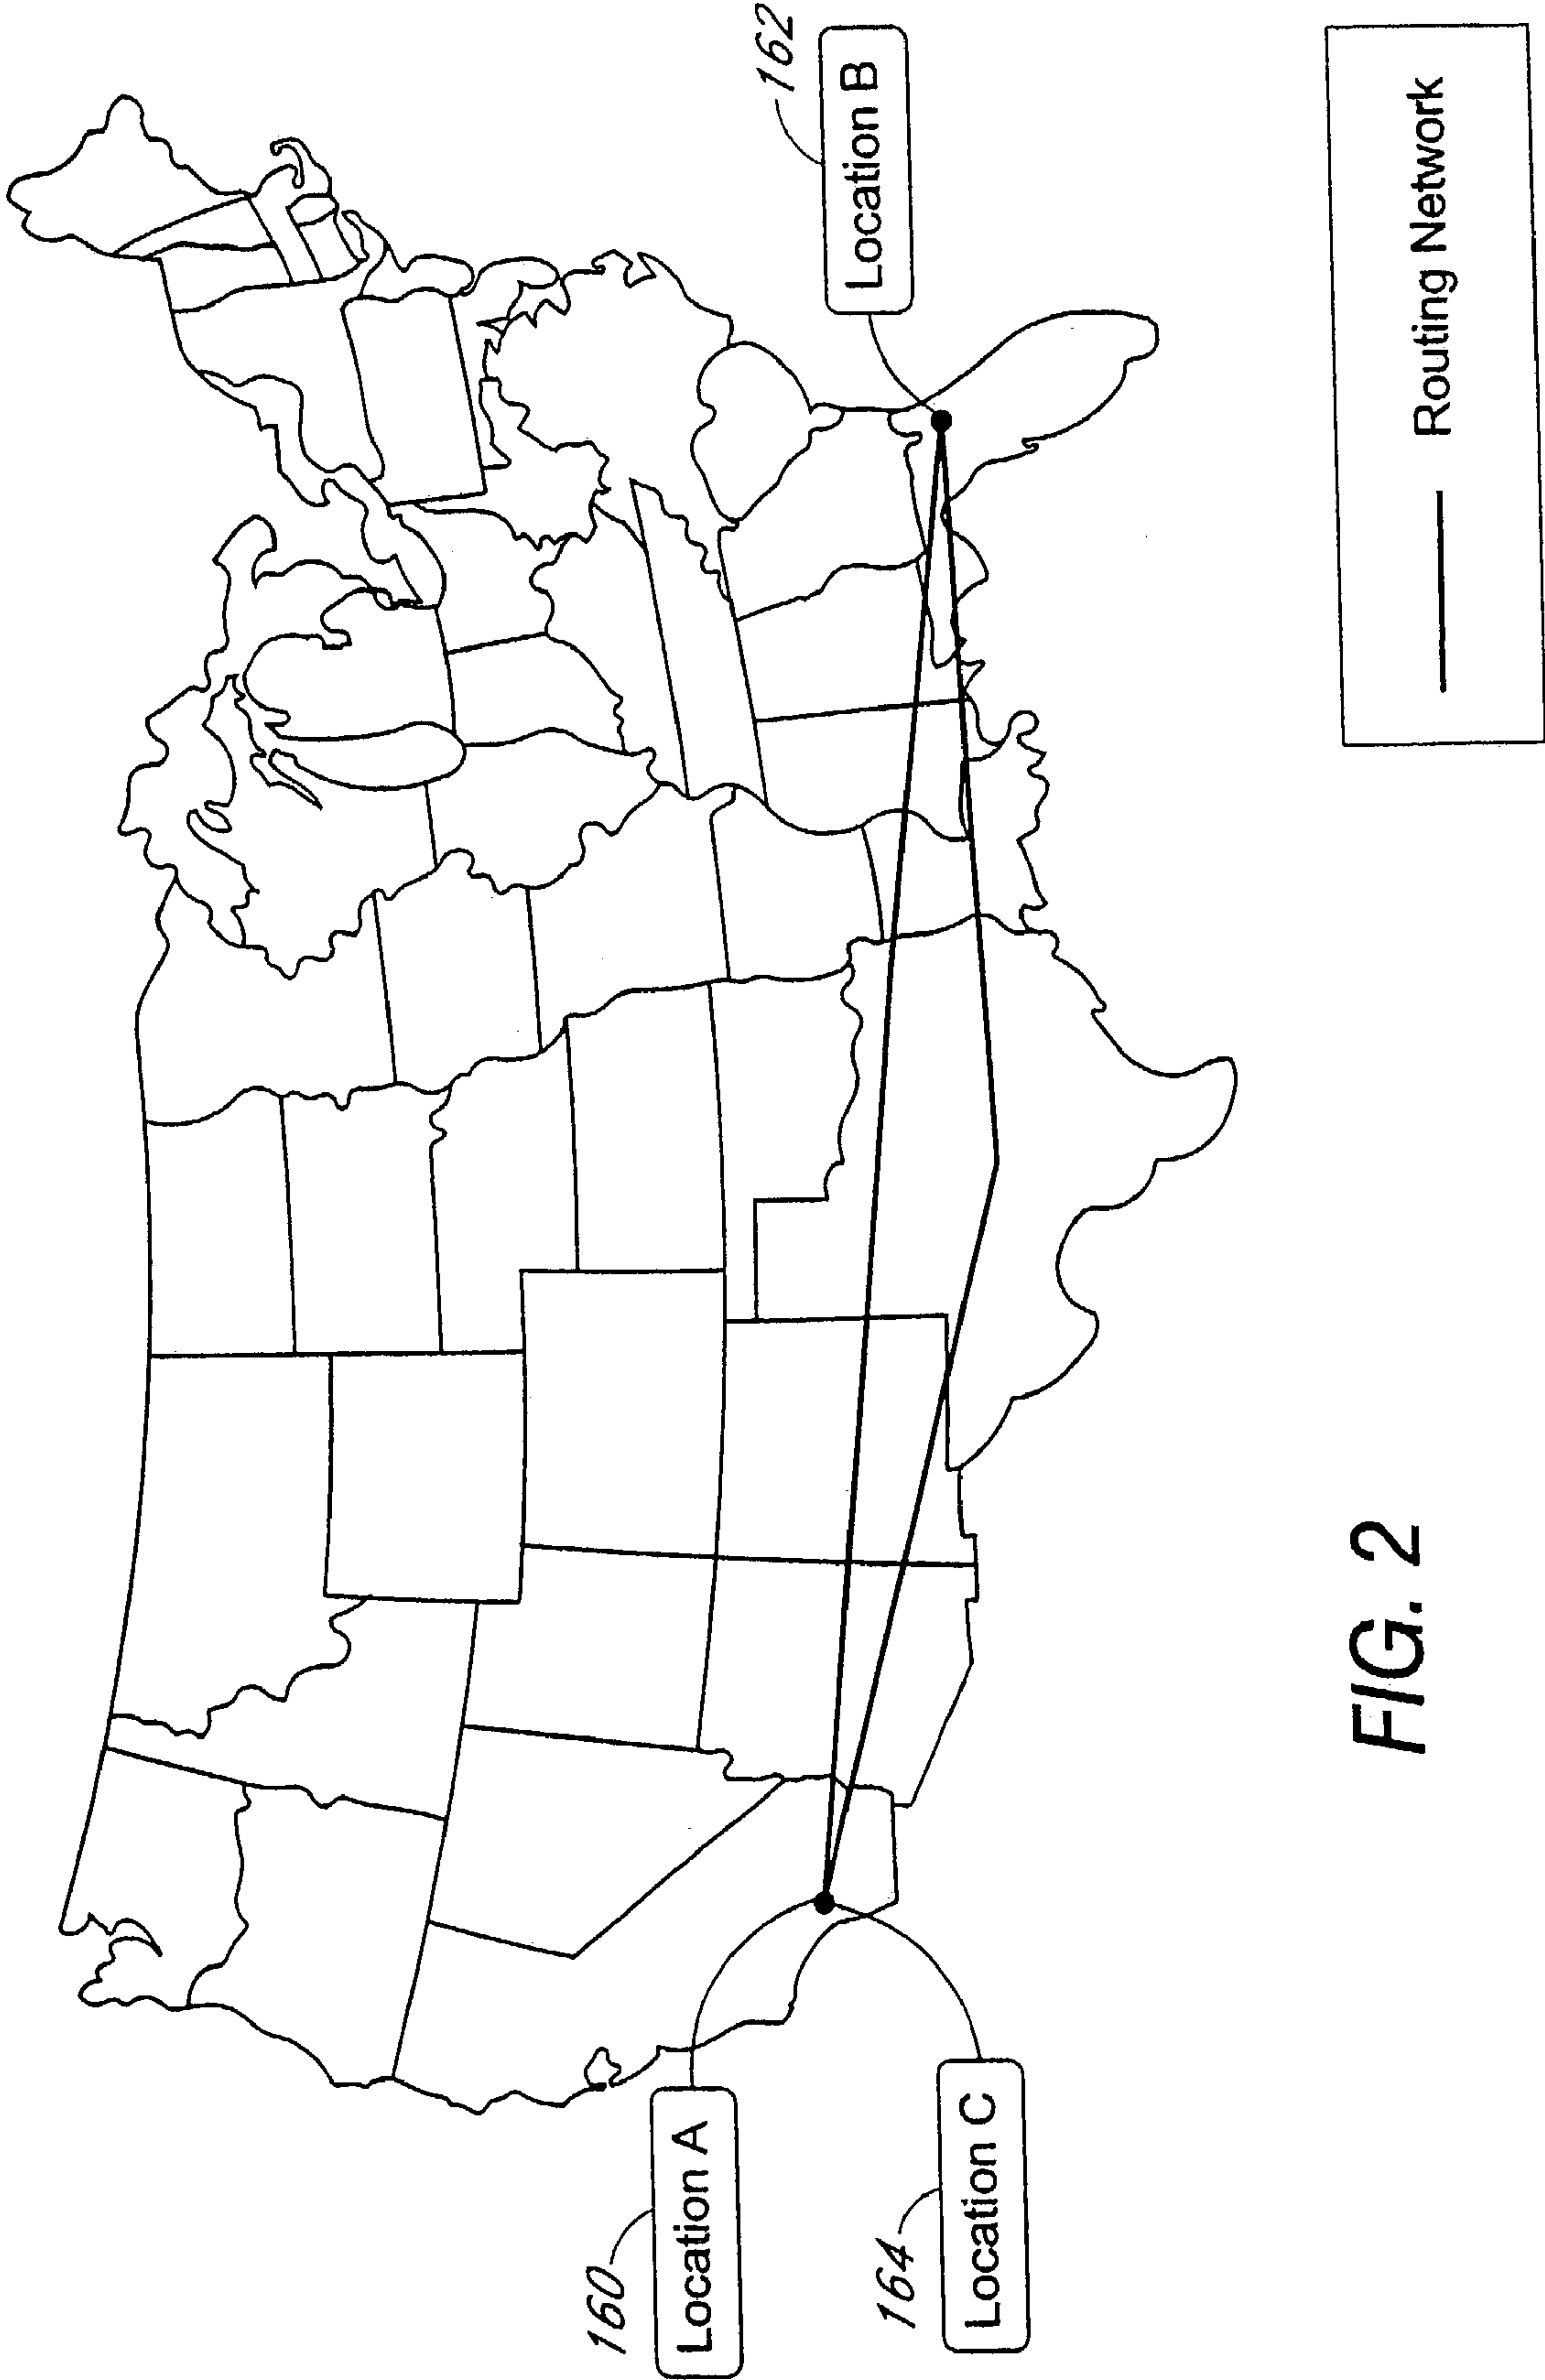 162
Location B
160
Location A
164
Location C
Routing Network
FIG. 2